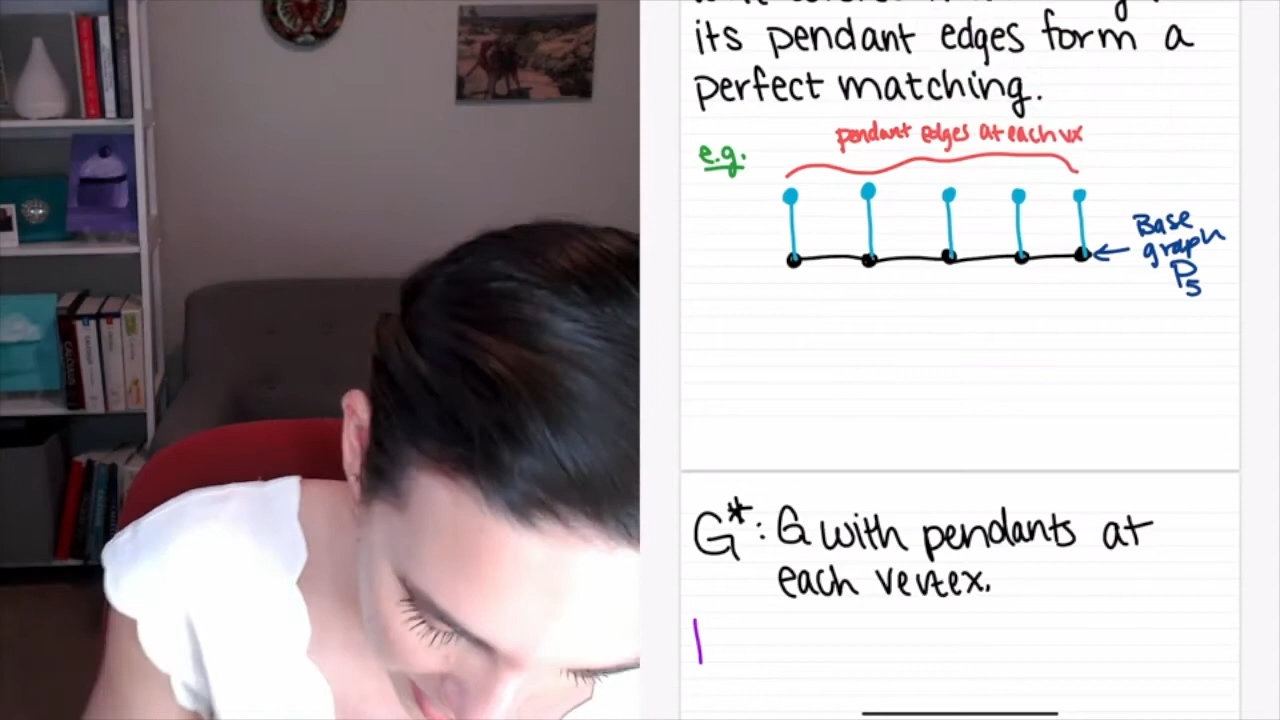 its pendant edges form a
perfect matching.
pendant edges at each vx
e.g.
Base
graph
P5
G*: G with pendants at
each vertex.